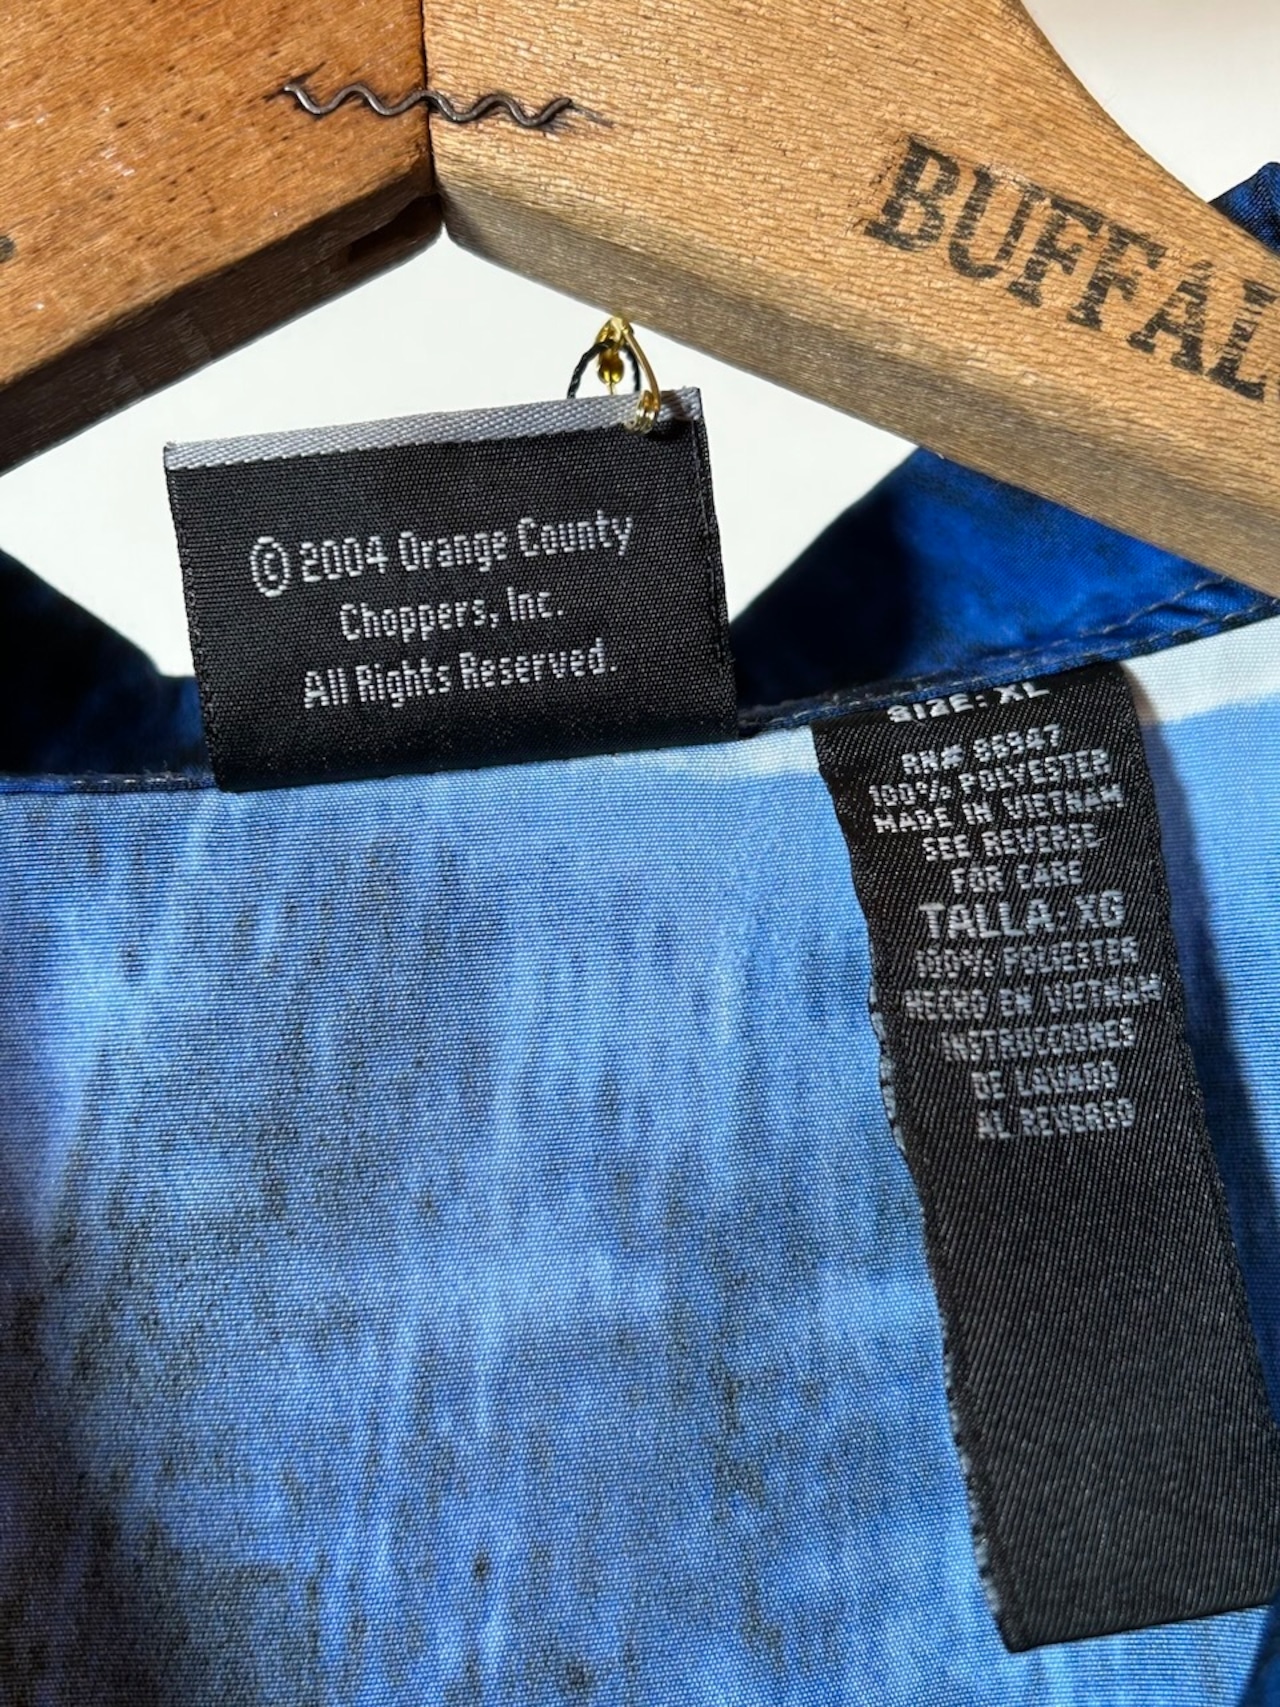 BUFFAL
© 2004 Orange County
Choppers, Inc.
All Rights Reserved.
SIZE: XL
RN# 85947
100% POLYESTER
MADE IN VIETNAM
SEE REVERSE
FOR CARE
TALLA: XG
100% POLIESTER
HECHO EN VIETNAM
INSTRUCCIONES
DE LAVADO
AL REVERSO